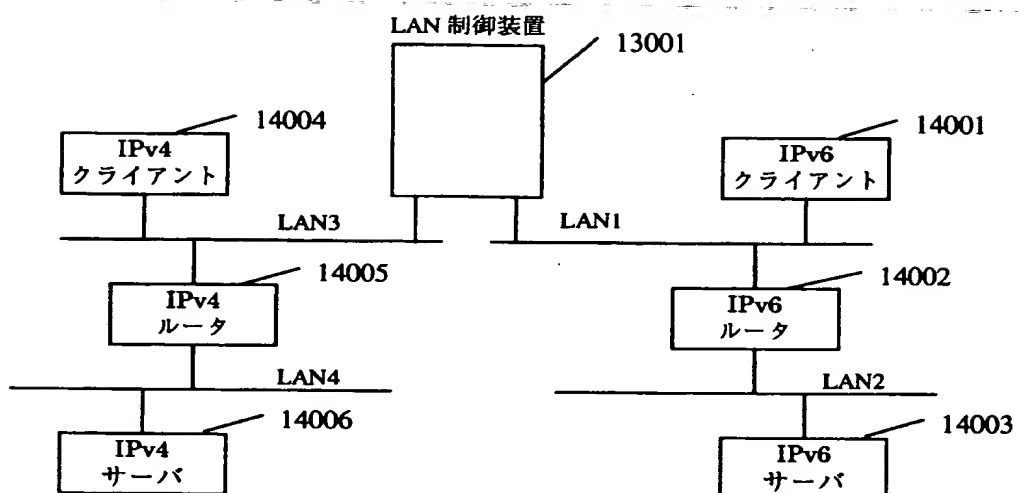 LAN 制御装置
13001
14004
IPv4
クライアント
14001
IPv6
クライアント
LAN3
LAN1
14005
IPv4
ルータ
14002
IPv6
ルータ
LAN4
LAN2
14006
IPv4
サーバ
14003
IPv6
サーバ